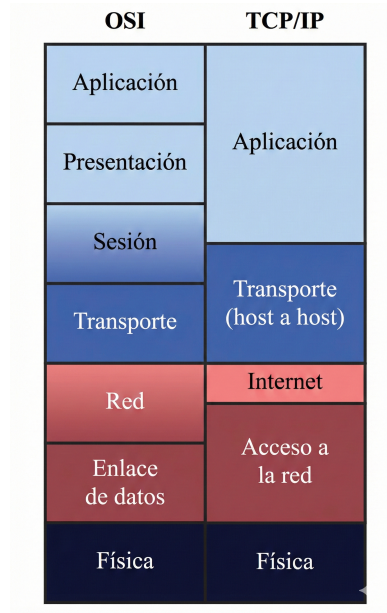 OSI TCP/IP
Aplicación
Presentación
Sesión
Transporte
Red
Enlace
de datos
Física
Aplicación
Transporte
(host a host)
Internet
Acceso a
la red
Física